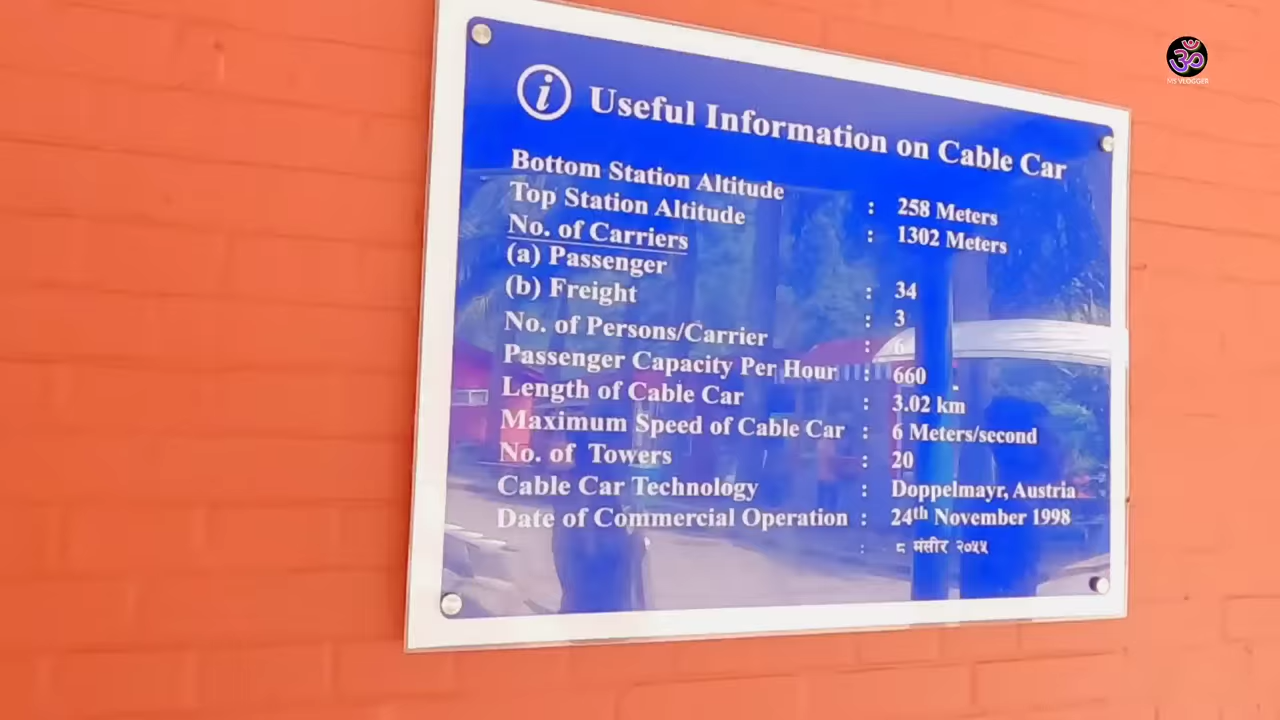 ॐ
NS VLOGGER
i Useful Information on Cable Car
Bottom Station Altitude : 258 Meters
Top Station Altitude : 1302 Meters
No. of Carriers
(a) Passenger : 34
(b) Freight : 3
No. of Persons/Carrier : 6
Passenger Capacity Per Hour : 660
Length of Cable Car : 3.02 km
Maximum Speed of Cable Car : 6 Meters/second
No. of Towers : 20
Cable Car Technology : Doppelmayr, Austria
Date of Commercial Operation : 24th November 1998
: ८ मंसीर २०५५